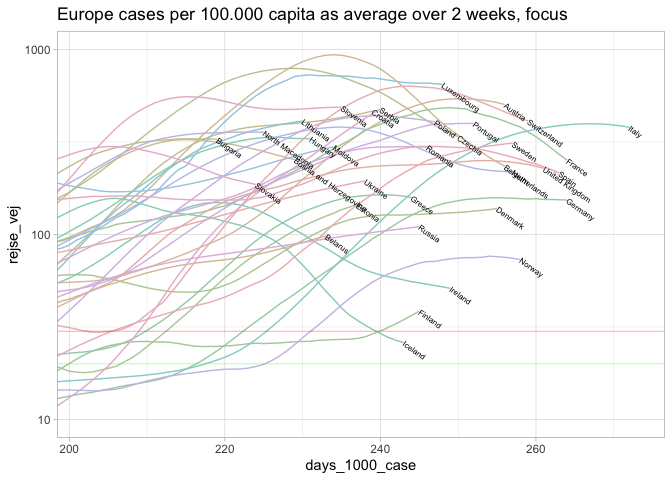 Europe cases per 100.000 capita as average over 2 weeks, focus
1000
100
10
rejse_vej
Luxembourg
Slovenia
Serbia
Croatia
Lithuania
Bulgaria
North Macedonia
Hungary
Moldova
Bosnia and Herzegovina
Slovakia
Ukraine
Estonia
Belarus
Poland
Czechia
Portugal
Austria
Switzerland
Italy
Romania
Sweden
Greece
Netherlands
Georgia
United Kingdom
Spain
Germany
Greece
Denmark
Russia
Norway
Ireland
Finland
Iceland
200
220
240
260
days_1000_case